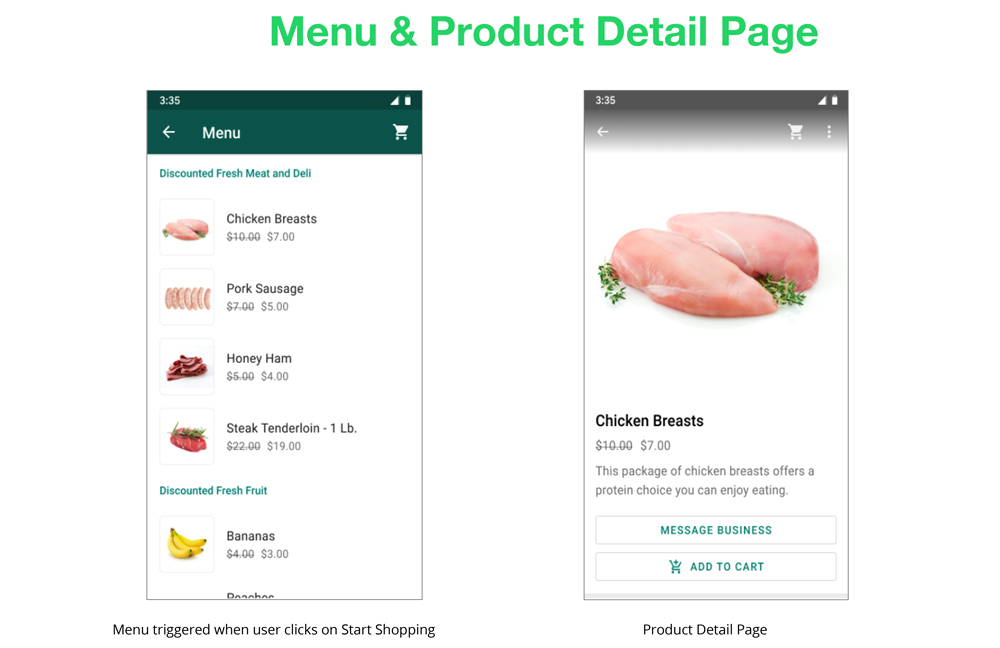 Menu & Product Detail Page
3:35
Menu
Discounted Fresh Meat and Deli
Chicken Breasts
$10.00 $7.00
Pork Sausage
$7.00 $5.00
Honey Ham
$5.00 $4.00
Steak Tenderloin - 1 Lb.
$22.00 $19.00
Discounted Fresh Fruit
Bananas
$4.00 $3.00
Peaches
Menu triggered when user clicks on Start Shopping
3:35
Chicken Breasts
$10.00 $7.00
This package of chicken breasts offers a
protein choice you can enjoy eating.
MESSAGE BUSINESS
ADD TO CART
Product Detail Page